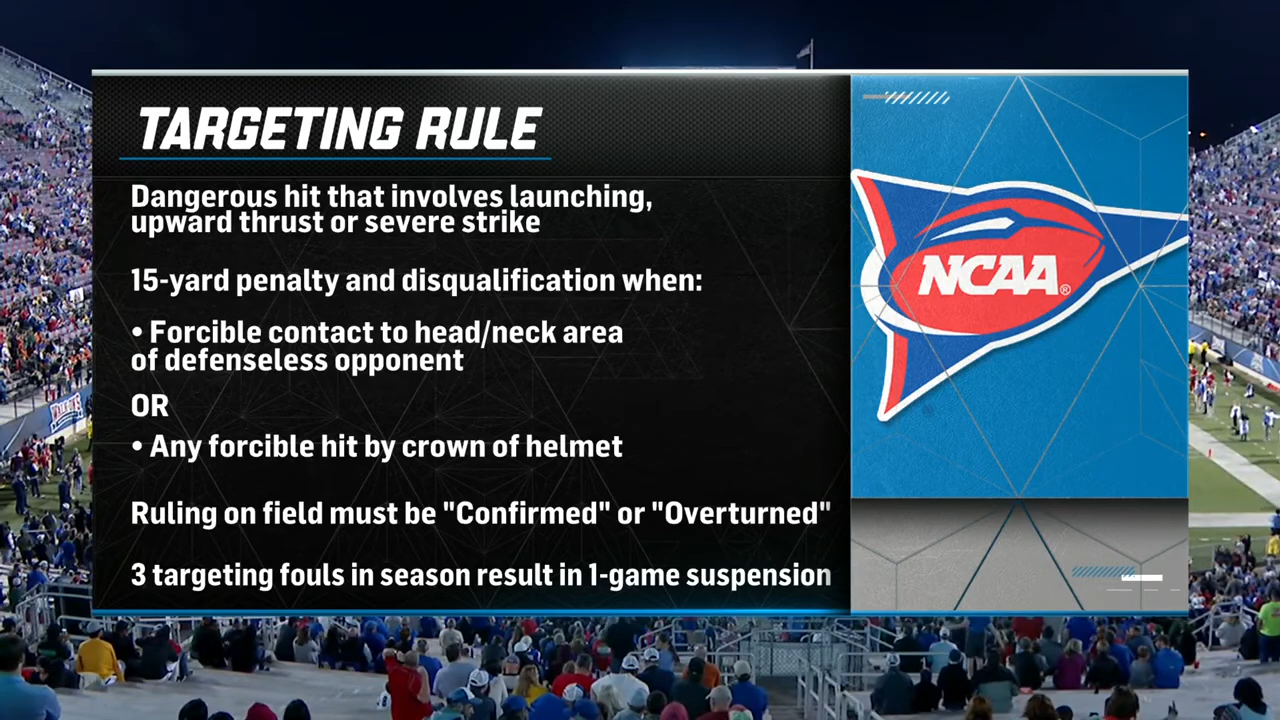 TARGETING RULE
Dangerous hit that involves launching,
upward thrust or severe strike
15-yard penalty and disqualification when:
• Forcible contact to head/neck area
of defenseless opponent
OR
• Any forcible hit by crown of helmet
Ruling on field must be "Confirmed" or "Overturned"
3 targeting fouls in season result in 1-game suspension
NCAA®